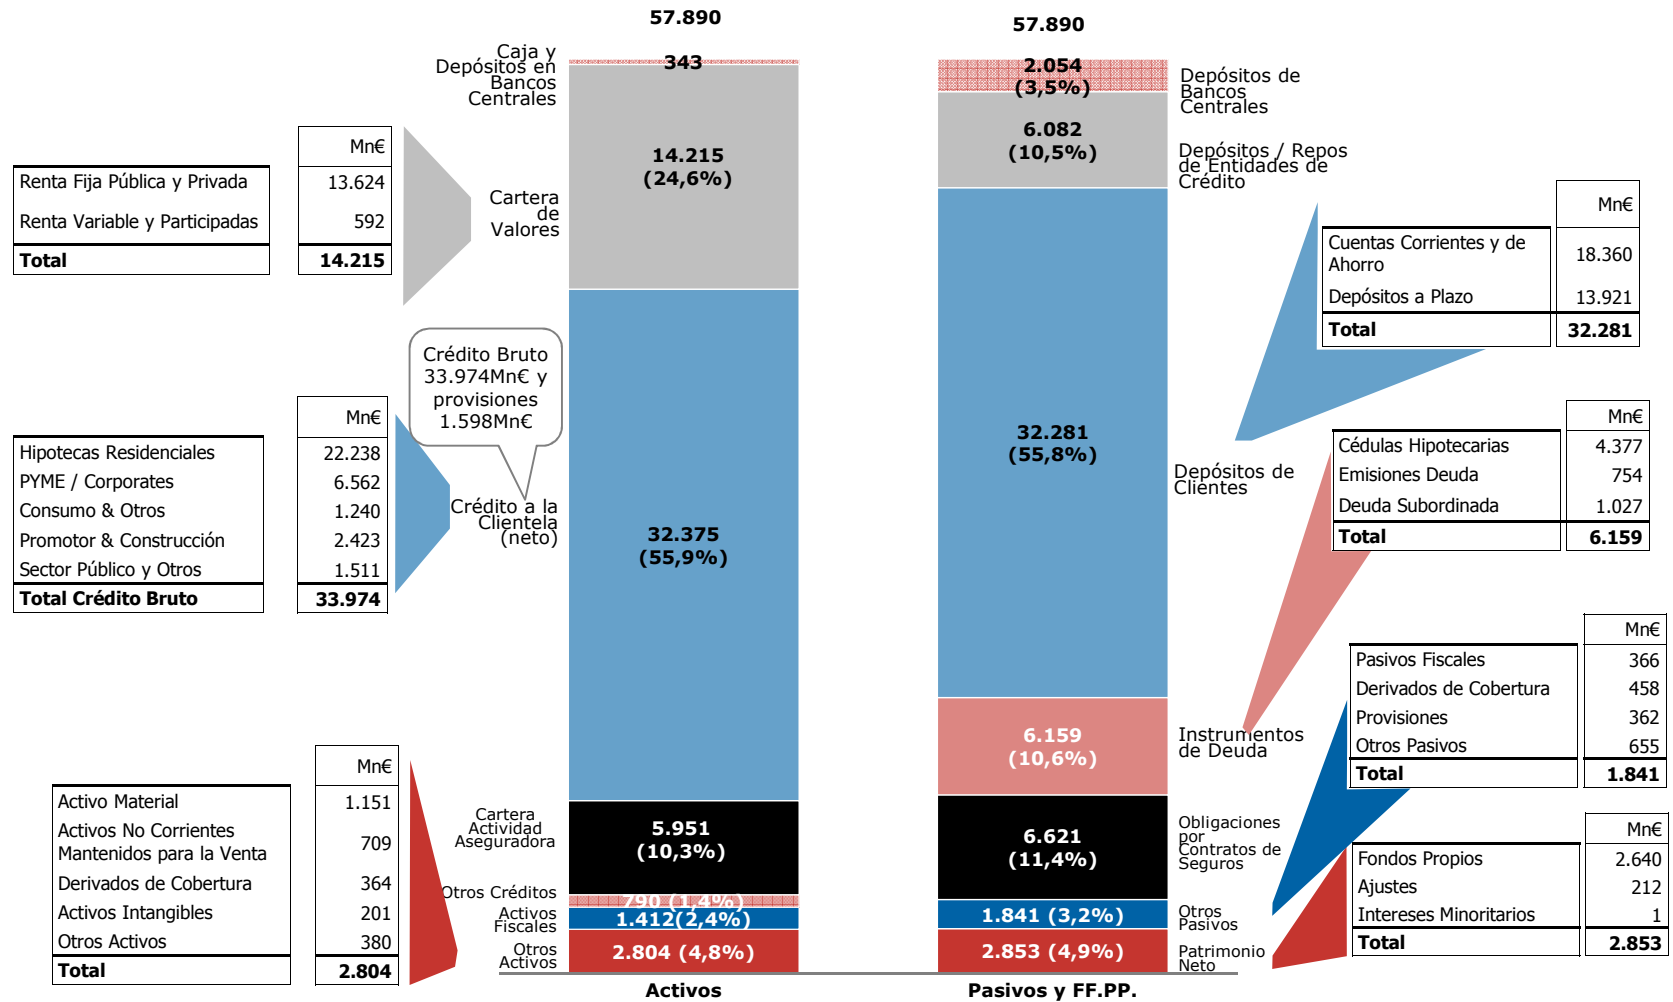 57.890
57.890
Caja y
Depósitos en
Bancos
Centrales
343
2.054
(3,5%)
Depósitos de
Bancos
Centrales
14.215
(24,6%)
6.082
(10,5%)
Depósitos / Repos
de Entidades de
Crédito
Mn€
Renta Fija Pública y Privada 13.624
Renta Variable y Participadas 592
Total 14.215
Cartera
de
Valores
Mn€
Cuentas Corrientes y de
Ahorro 18.360
Depósitos a Plazo 13.921
Total 32.281
Crédito Bruto
33.974Mn€ y
provisiones
1.598Mn€
Mn€
Hipotecas Residenciales 22.238
PYME / Corporates 6.562
Consumo & Otros 1.240
Promotor & Construcción 2.423
Sector Público y Otros 1.511
Total Crédito Bruto 33.974
Crédito a la
Clientela
(neto)
32.375
(55,9%)
32.281
(55,8%)
Depósitos de
Clientes
Mn€
Cédulas Hipotecarias 4.377
Emisiones Deuda 754
Deuda Subordinada 1.027
Total 6.159
6.159
(10,6%)
Instrumentos
de Deuda
Mn€
Pasivos Fiscales 366
Derivados de Cobertura 458
Provisiones 362
Otros Pasivos 655
Total 1.841
Mn€
Activo Material 1.151
Activos No Corrientes
Mantenidos para la Venta 709
Derivados de Cobertura 364
Activos Intangibles 201
Otros Activos 380
Total 2.804
Cartera
Actividad
Aseguradora
5.951
(10,3%)
6.621
(11,4%)
Obligaciones
por
Contratos de
Seguros
Mn€
Fondos Propios 2.640
Ajustes 212
Intereses Minoritarios 1
Total 2.853
Otros Créditos
790 (1,4%)
Activos
Fiscales
1.412(2,4%)
1.841 (3,2%)
Otros
Pasivos
Otros
Activos
2.804 (4,8%)
2.853 (4,9%)
Patrimonio
Neto
Activos
Pasivos y FF.PP.